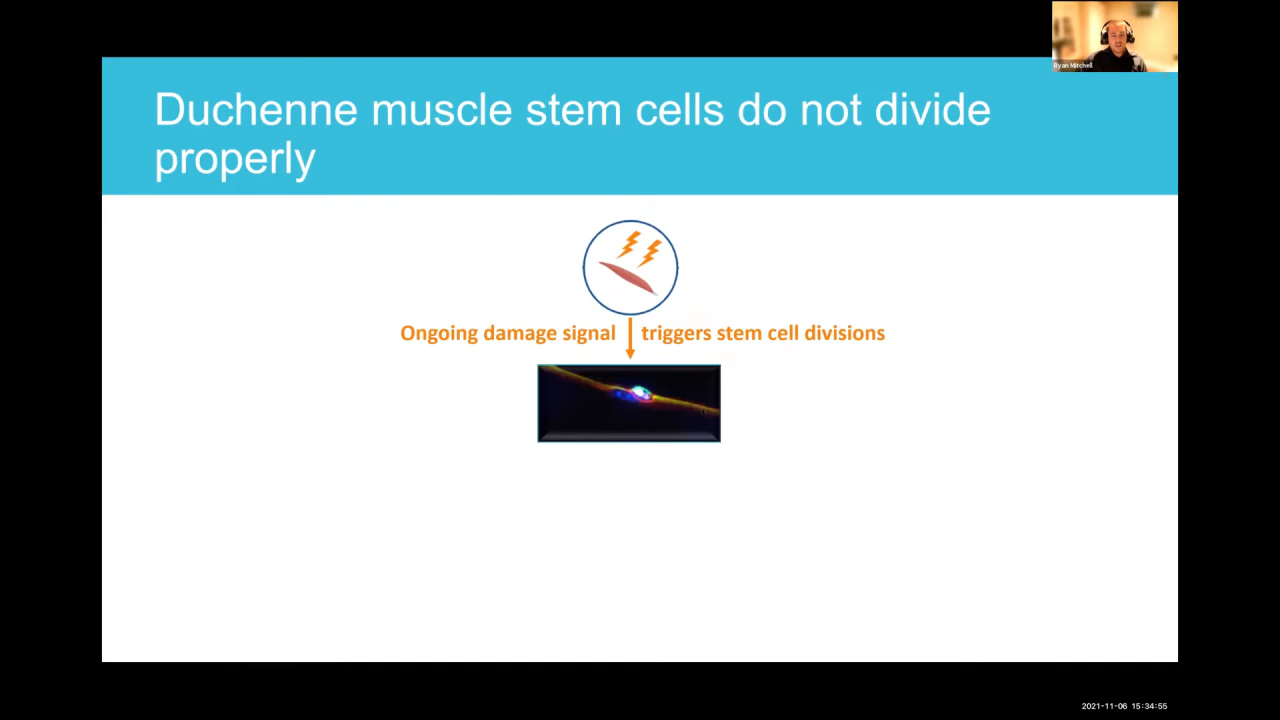 Ryan Mitchell
Duchenne muscle stem cells do not divide
properly
Ongoing damage signal triggers stem cell divisions
2021-11-06 15:34:55